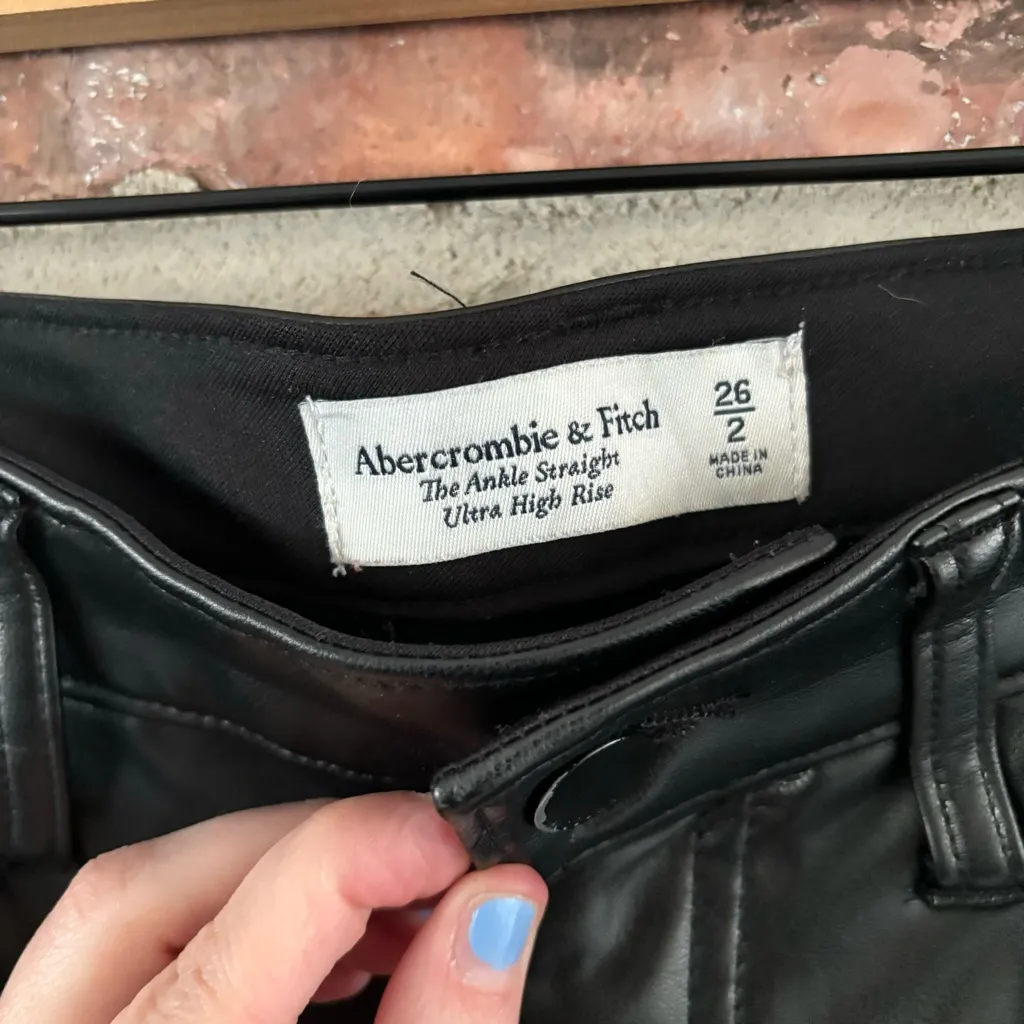 Abercrombie & Fitch
The Ankle Straight
Ultra High Rise
26
2
MADE IN
CHINA